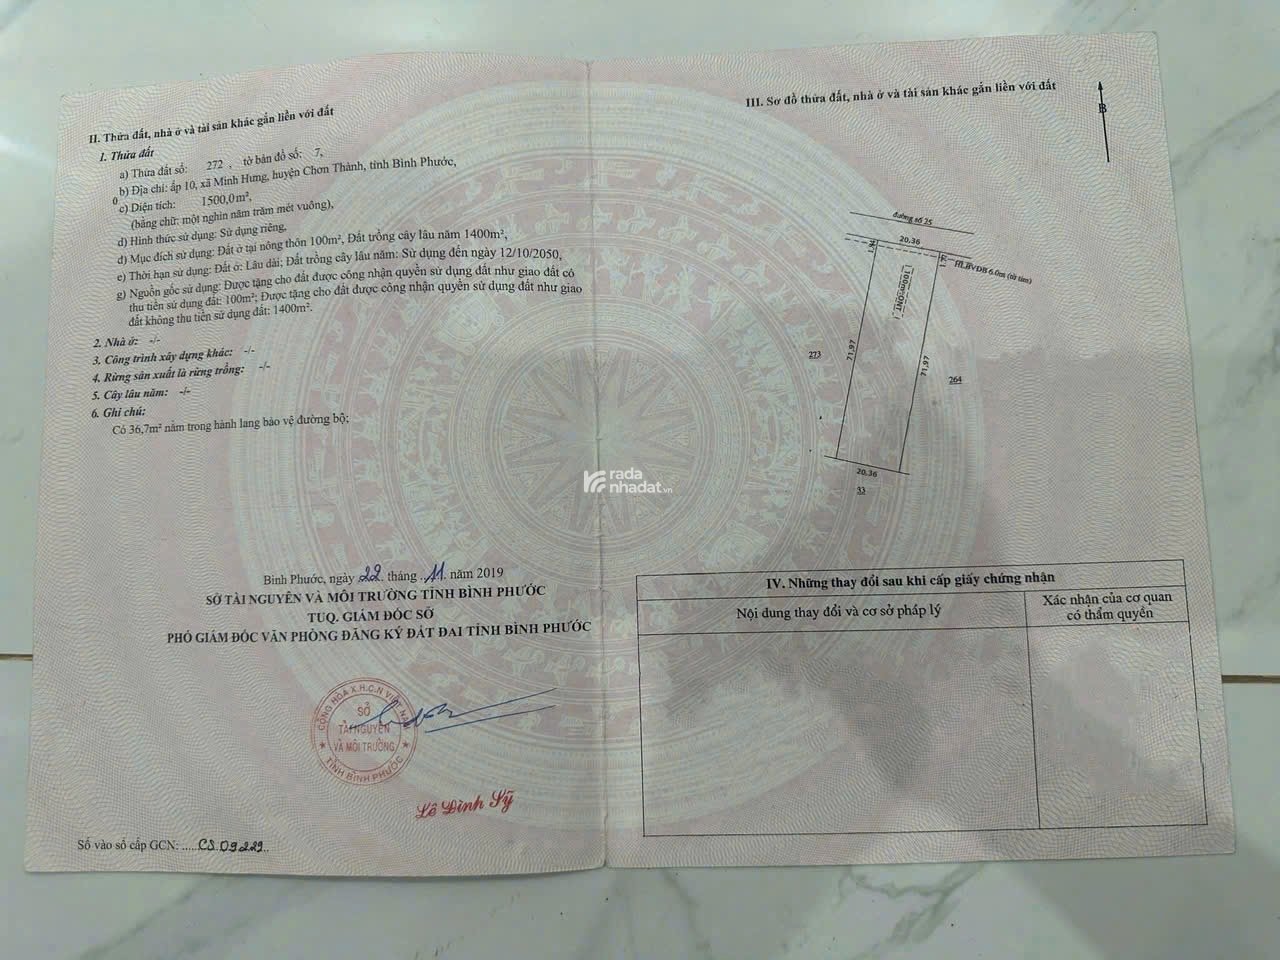 II. Thửa đất, nhà ở và tài sản khác gắn liền với đất
1. Thửa đất
a) Thửa đất số: 272 , tờ bản đồ số: 7,
b) Địa chỉ: ấp 10, xã Minh Hưng, huyện Chơn Thành, tỉnh Bình Phước,
0
c) Diện tích: 1500,0m²,
(bằng chữ: một nghìn năm trăm mét vuông),
d) Hình thức sử dụng: Sử dụng riêng,
d) Mục đích sử dụng: Đất ở tại nông thôn 100m², Đất trồng cây lâu năm 1400m²,
e) Thời hạn sử dụng: Đất ở: Lâu dài; Đất trồng cây lâu năm: Sử dụng đến ngày 12/10/2050,
g) Nguồn gốc sử dụng: Được tặng cho đất được công nhận quyền sử dụng đất như giao đất có
thu tiền sử dụng đất: 100m²; Được tặng cho đất được công nhận quyền sử dụng đất như giao
đất không thu tiền sử dụng đất: 1400m².
2. Nhà ở: -/-
3. Công trình xây dựng khác: -/-
4. Rừng sản xuất là rừng trồng: -/-
5. Cây lâu năm: -/-
6. Ghi chú:
Có 36,7m² nằm trong hành lang bảo vệ đường bộ;
Bình Phước, ngày 22 tháng 11 năm 2019
SỞ TÀI NGUYÊN VÀ MÔI TRƯỜNG TỈNH BÌNH PHƯỚC
TUQ. GIÁM ĐỐC SỞ
PHÓ GIÁM ĐỐC VĂN PHÒNG ĐĂNG KÝ ĐẤT ĐAI TỈNH BÌNH PHƯỚC
CỘNG HÒA X.H.C.N VIỆT NAM
SỞ
TÀI NGUYÊN
VÀ MÔI TRƯỜNG
TỈNH BÌNH PHƯỚC
Lê Đình Sỹ
Số vào sổ cấp GCN: .....CS.09229..
III. Sơ đồ thửa đất, nhà ở và tài sản khác gắn liền với đất
B
đường số 25
20,36
HLBVĐB 6.0m (từ tim)
100m² ONT
71,97
71,97
273
264
20,36
33
rada
nhadat.vn
IV. Những thay đổi sau khi cấp giấy chứng nhận
Nội dung thay đổi và cơ sở pháp lý
Xác nhận của cơ quan
có thẩm quyền